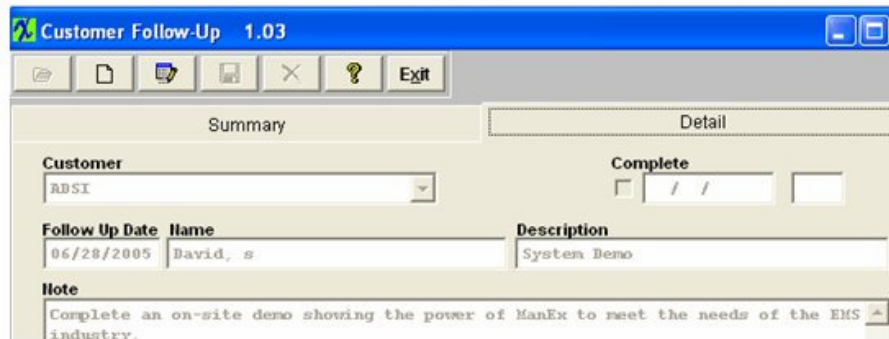 Customer Follow-Up 1.03
Exit
Summary Detail
Customer Complete
ADSI / /
Follow Up Date Name Description
06/28/2005 David, s System Demo
Note
Complete an on-site demo showing the power of ManEx to meet the needs of the EMS
industry.